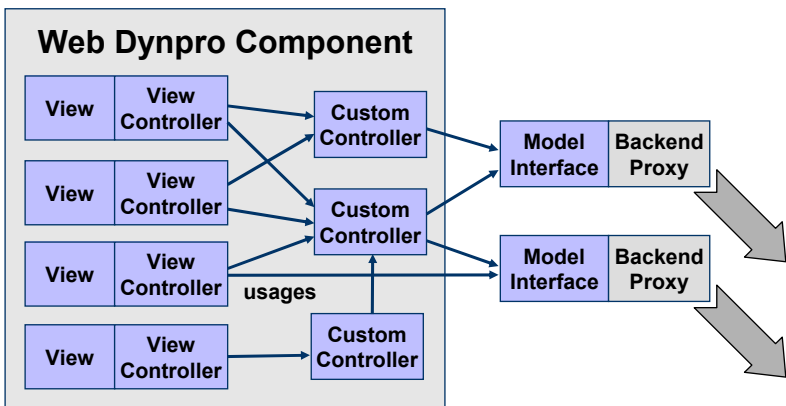 Web Dynpro Component
View
View
Controller
Custom
Controller
Model
Interface
Backend
Proxy
View
View
Controller
Custom
Controller
View
View
Controller
Model
Interface
Backend
Proxy
usages
View
View
Controller
Custom
Controller